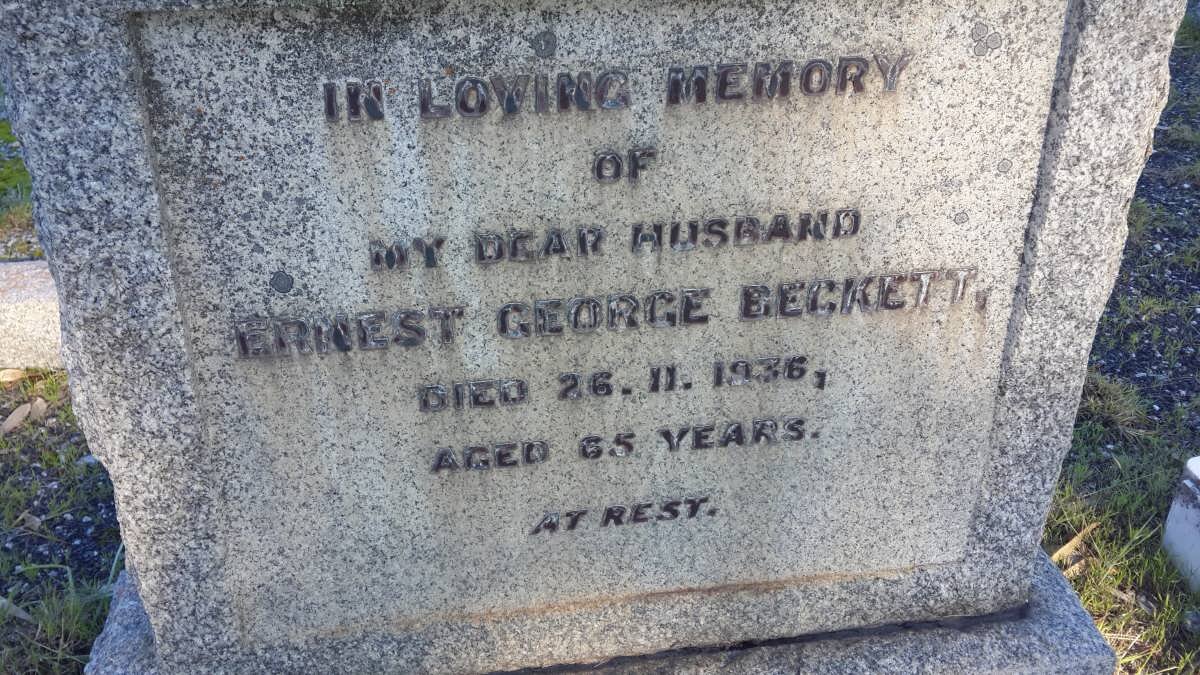 IN LOVING MEMORY
OF
MY DEAR HUSBAND
ERNEST GEORGE BECKETT,
DIED 26.11.1936,
AGED 65 YEARS.
AT REST.